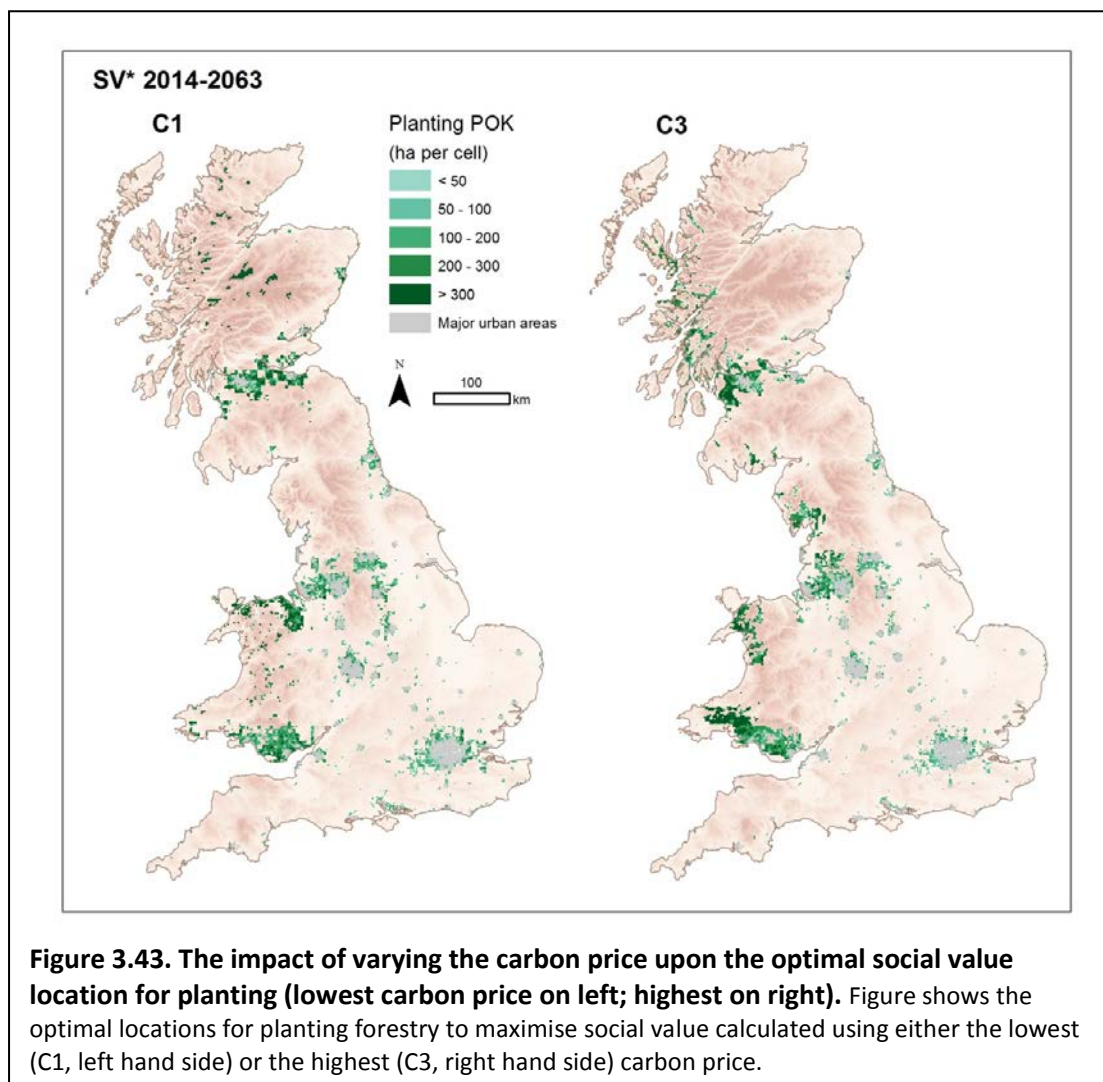 SV* 2014-2063
C1
Planting POK
(ha per cell)
< 50
50 - 100
100 - 200
200 - 300
> 300
Major urban areas
N
100
km
C3
Figure 3.43. The impact of varying the carbon price upon the optimal social value
location for planting (lowest carbon price on left; highest on right). Figure shows the
optimal locations for planting forestry to maximise social value calculated using either the lowest
(C1, left hand side) or the highest (C3, right hand side) carbon price.